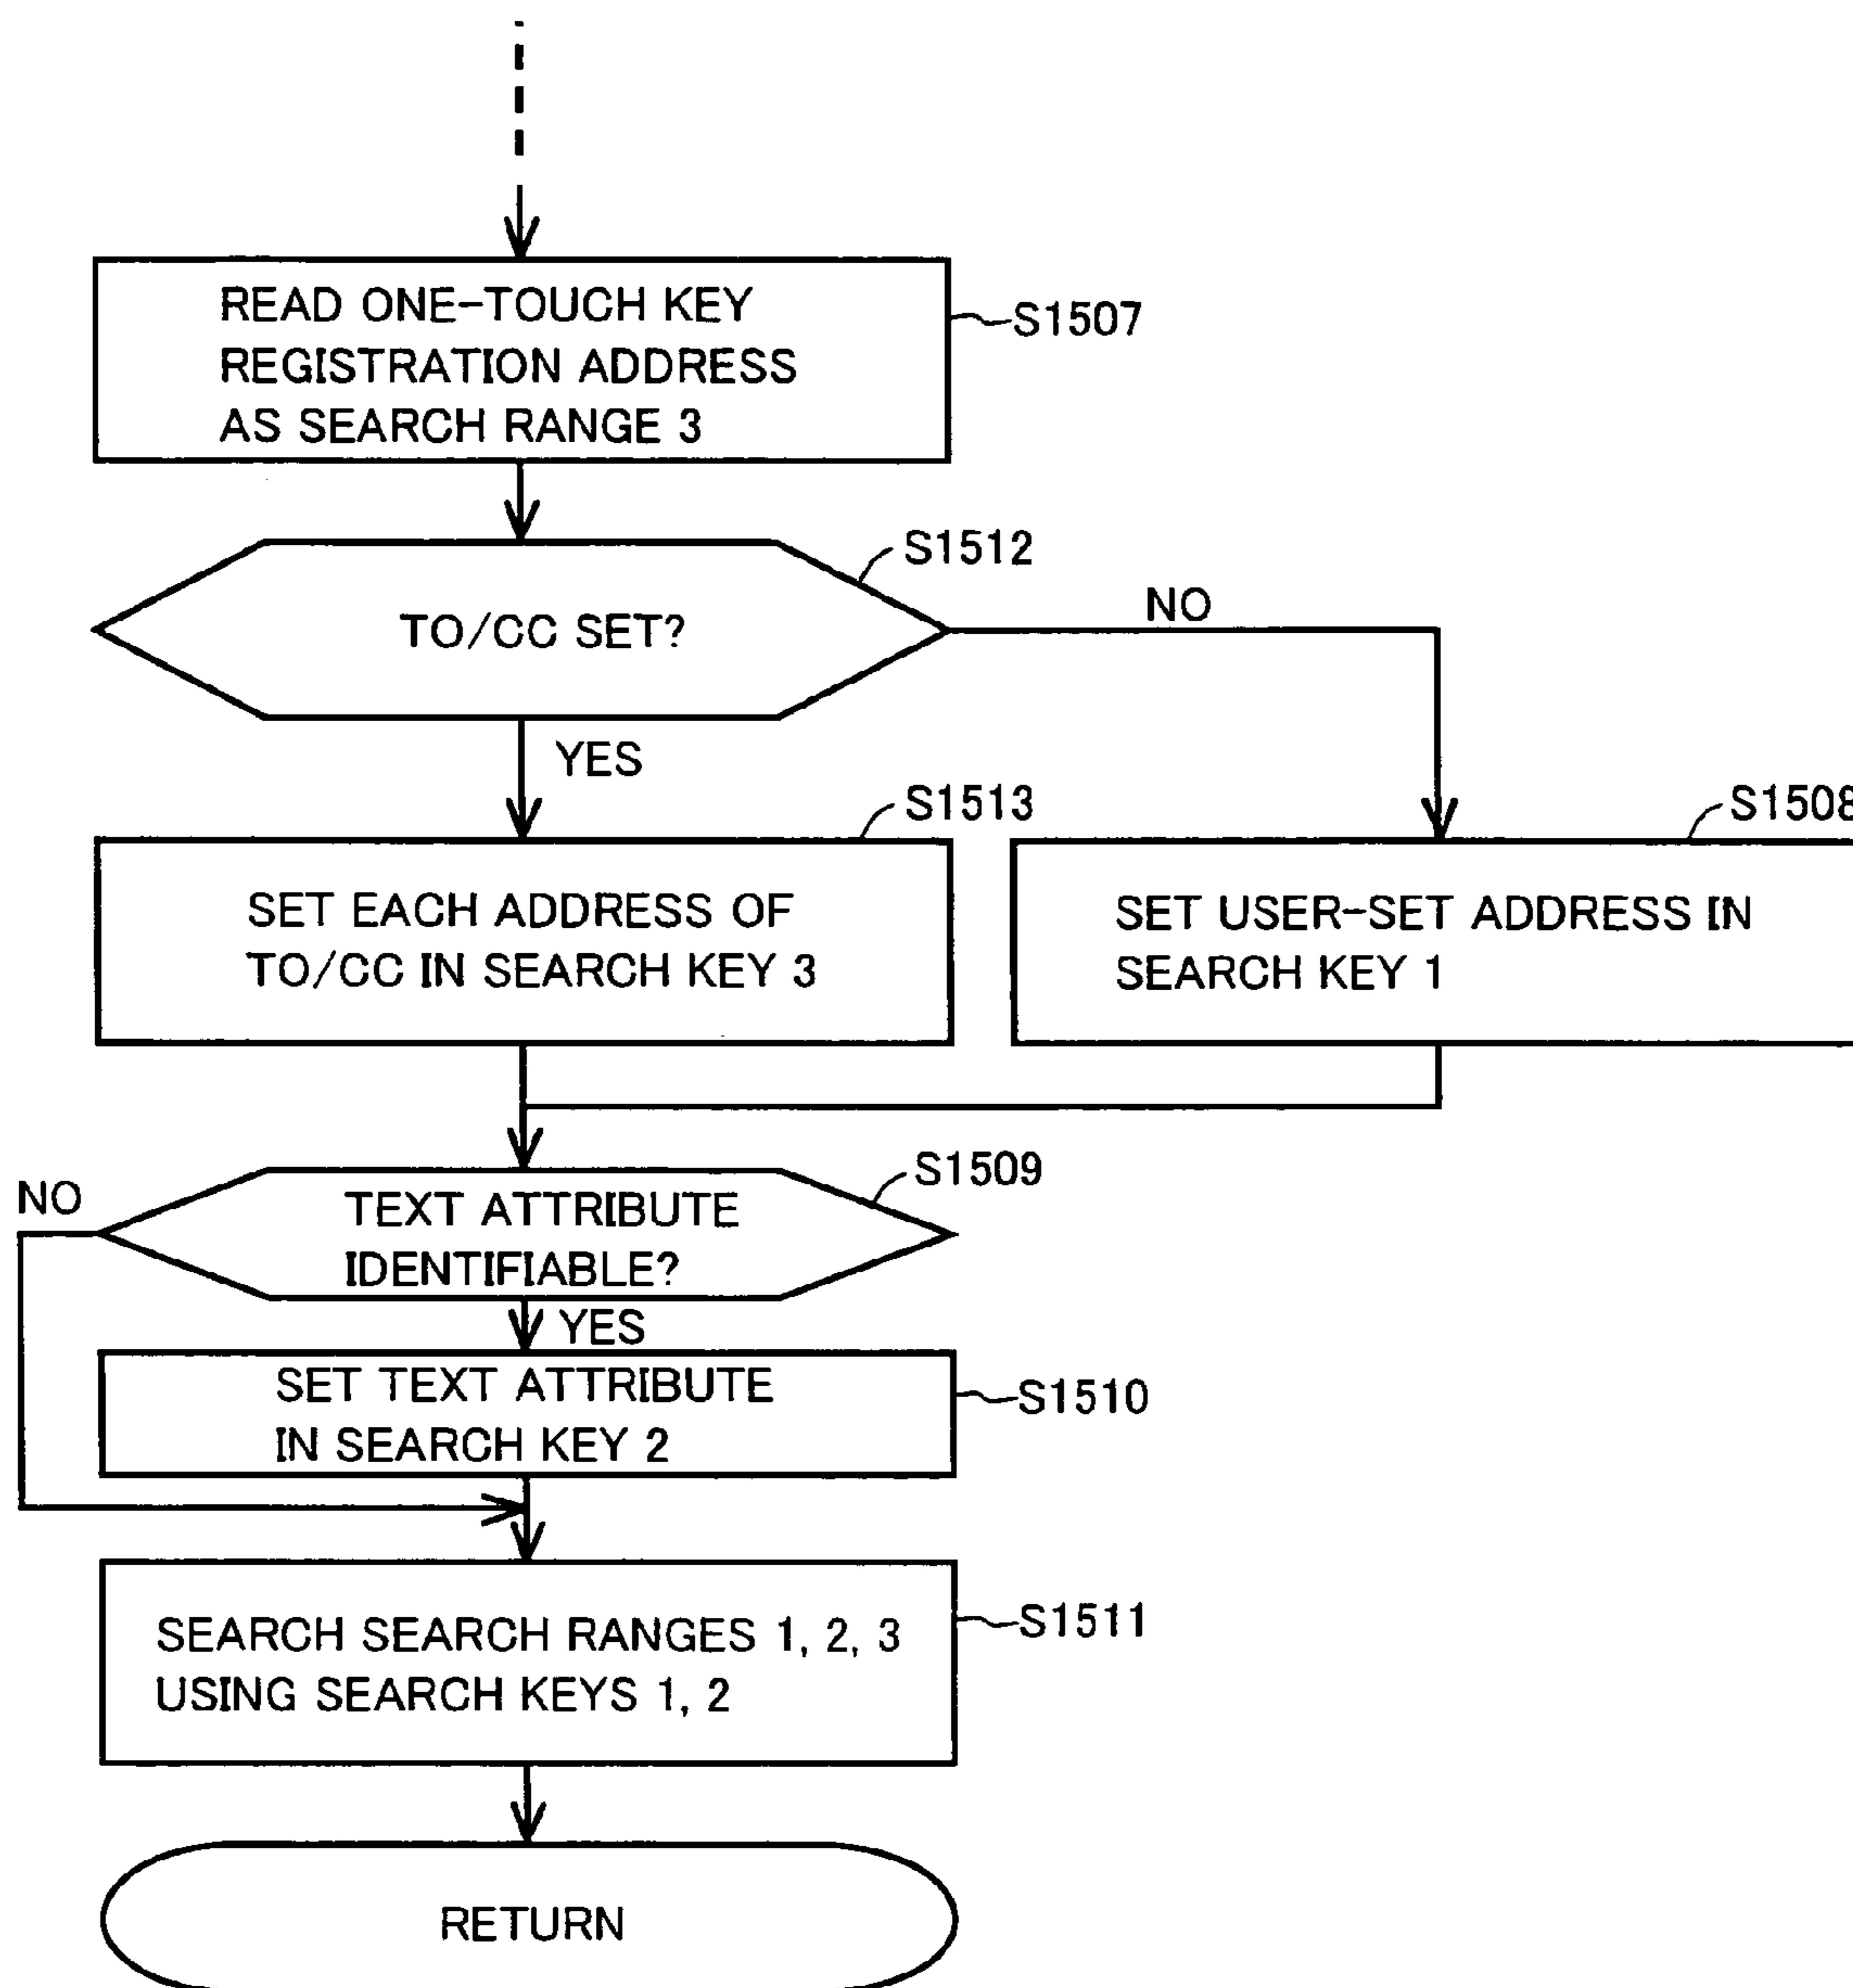 READ ONE-TOUCH KEY
REGISTRATION ADDRESS
AS SEARCH RANGE 3
S1507
S1512
TO/CC SET?
NO
YES
S1513
S1508
SET EACH ADDRESS OF
TO/CC IN SEARCH KEY 3
SET USER-SET ADDRESS IN
SEARCH KEY 1
S1509
NO
TEXT ATTRIBUTE
IDENTIFIABLE?
YES
SET TEXT ATTRIBUTE
IN SEARCH KEY 2
S1510
SEARCH SEARCH RANGES 1, 2, 3
USING SEARCH KEYS 1, 2
S1511
RETURN